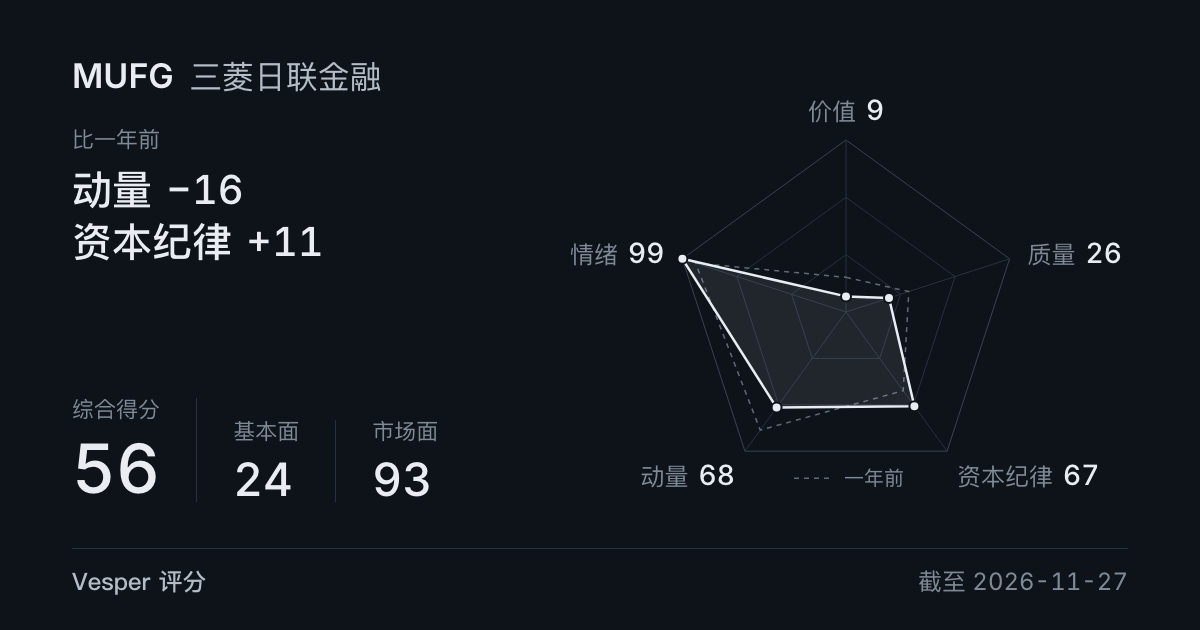 MUFG 三菱日联金融
比一年前
动量 −16
资本纪律 +11
综合得分
56
基本面
24
市场面
93
价值 9
情绪 99
质量 26
动量 68
一年前
资本纪律 67
Vesper 评分
截至 2026-11-27